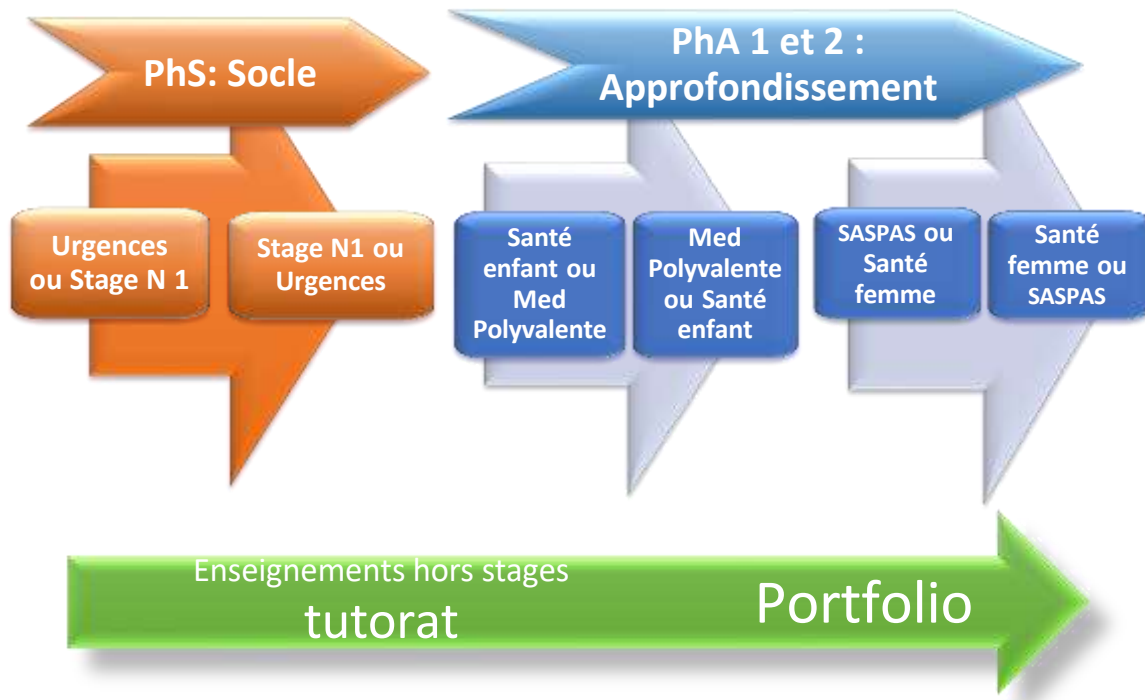 PhS: Socle
PhA 1 et 2 :
Approfondissement
Urgences
ou Stage N 1
Stage N1 ou
Urgences
Santé
enfant ou
Med
Polyvalente
Med
Polyvalente
ou Santé
enfant
SASPAS ou
Santé
femme
Santé
femme ou
SASPAS
Enseignements hors stages
tutorat
Portfolio